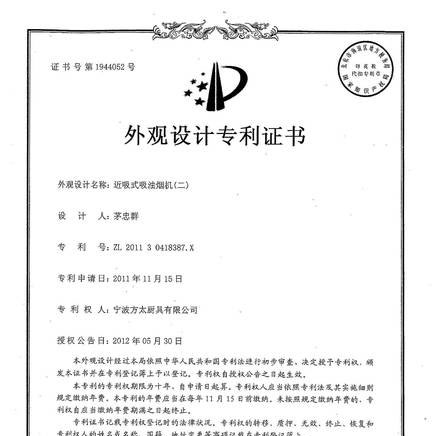 证书号第1944052号
外观设计专利证书
外观设计名称：近吸式吸油烟机(二)
设计人：茅忠群
专利号：ZL 2011 3 0418387.X
专利申请日：2011年11月15日
专利权人：宁波方太厨具有限公司
授权公告日：2012年05月30日
本外观设计经过本局依照中华人民共和国专利法进行初步审查，决定授予专利权，颁
发本证书并在专利登记簿上予以登记。专利权自授权公告之日起生效。
本专利的专利权期限为十年，自申请日起算。专利权人应当依照专利法及其实施细则
规定缴纳年费。本专利的年费应当在每年11月15日前缴纳。未按照规定缴纳年费的，专
利权自应当缴纳年费期满之日起终止。
专利证书记载专利权登记时的法律状况。专利权的转移、质押、无效、终止、恢复和